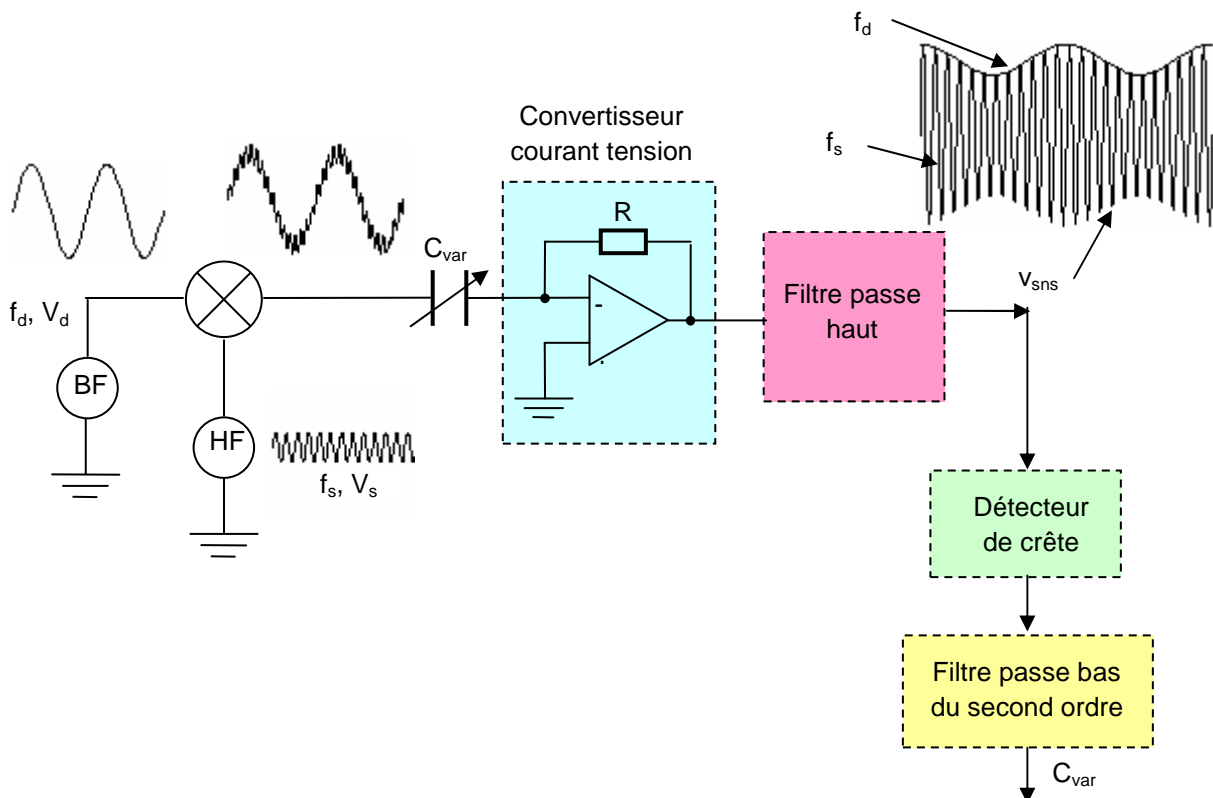 f_d
Convertisseur
courant tension
f_s
R
C_var
v_sns
Filtre passe
haut
-
f_d, V_d
BF
HF
f_s, V_s
Détecteur
de crête
Filtre passe bas
du second ordre
C_var